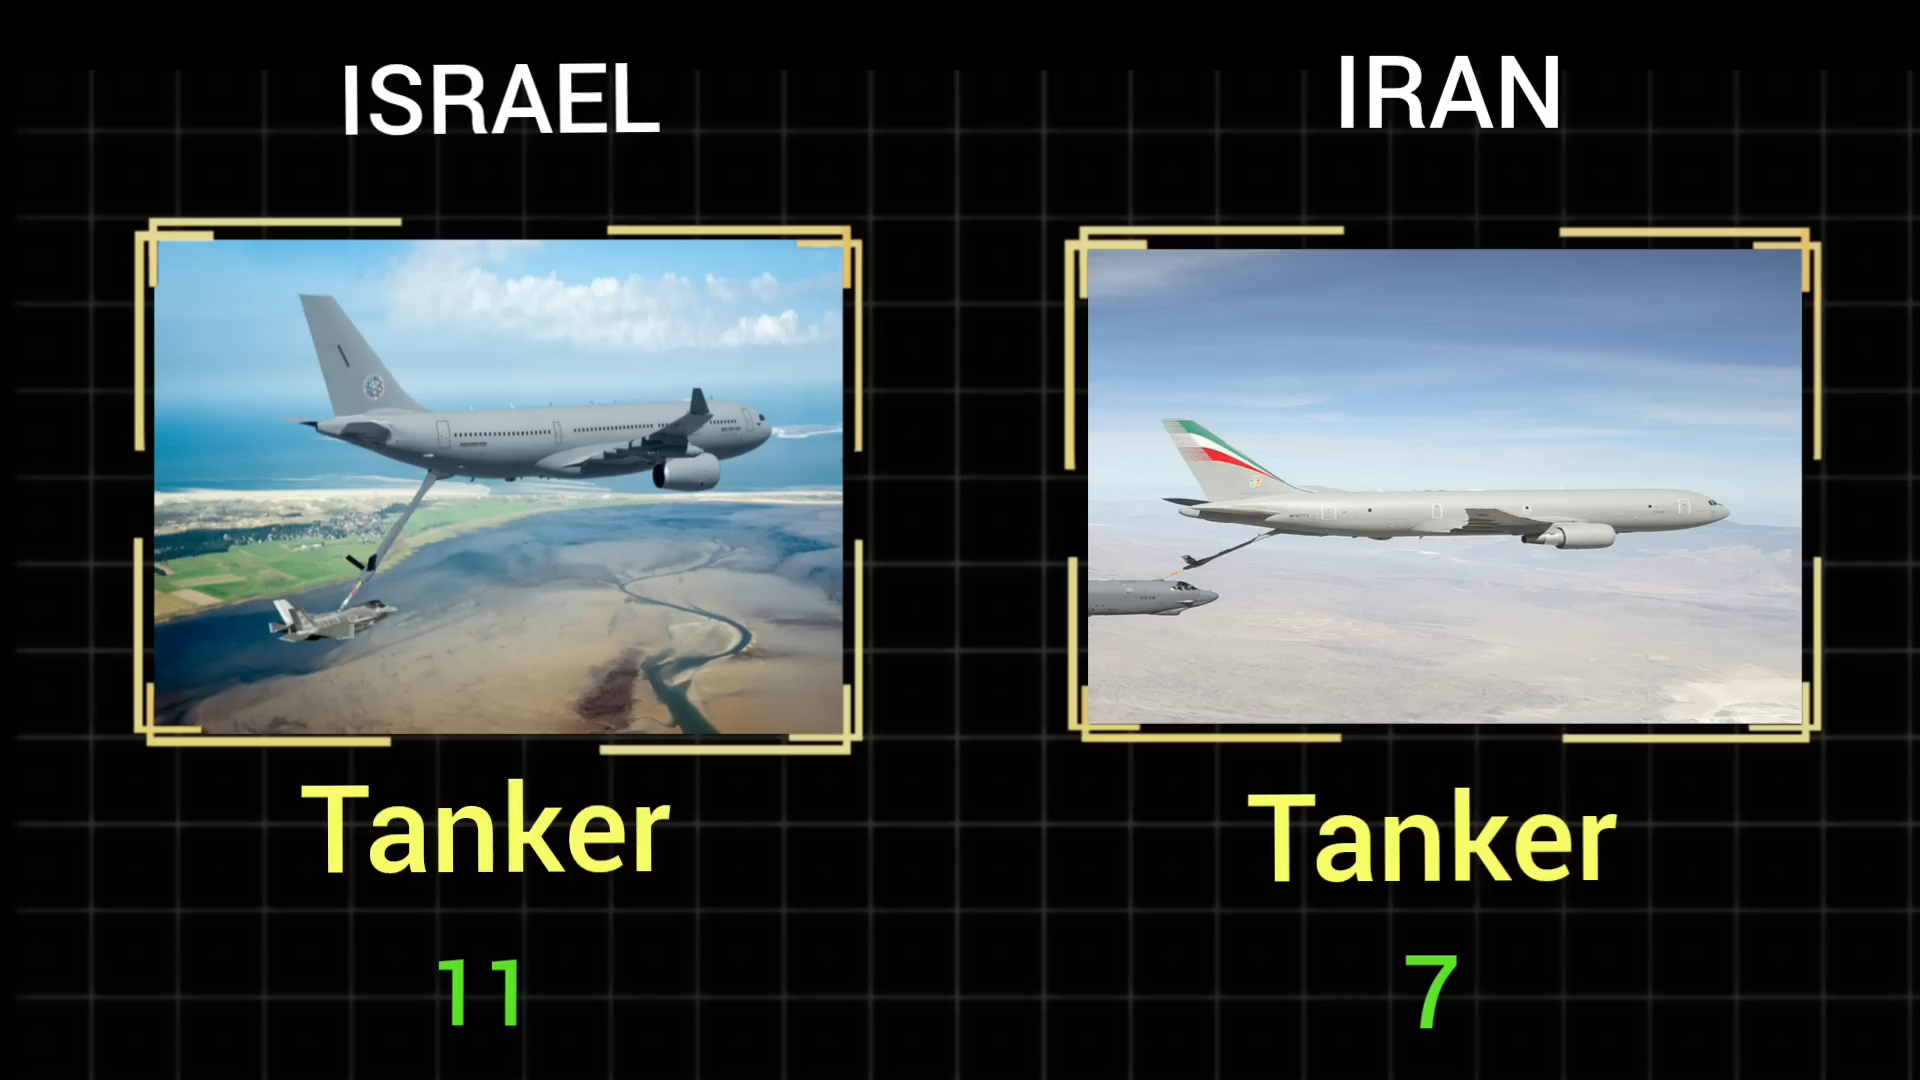 ISRAEL
IRAN
Tanker
Tanker
11
7